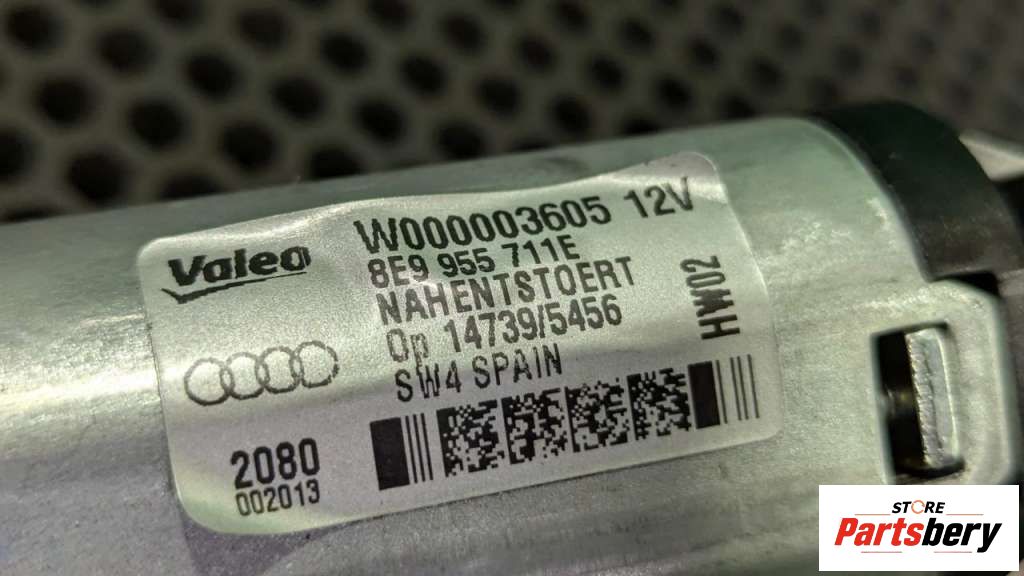 Valeo
W000003605 12V
8E9 955 711E
NAHENTSTOERT
Op 14739/5456
SW4 SPAIN
HW02
2080
002013
STORE
Partsbery